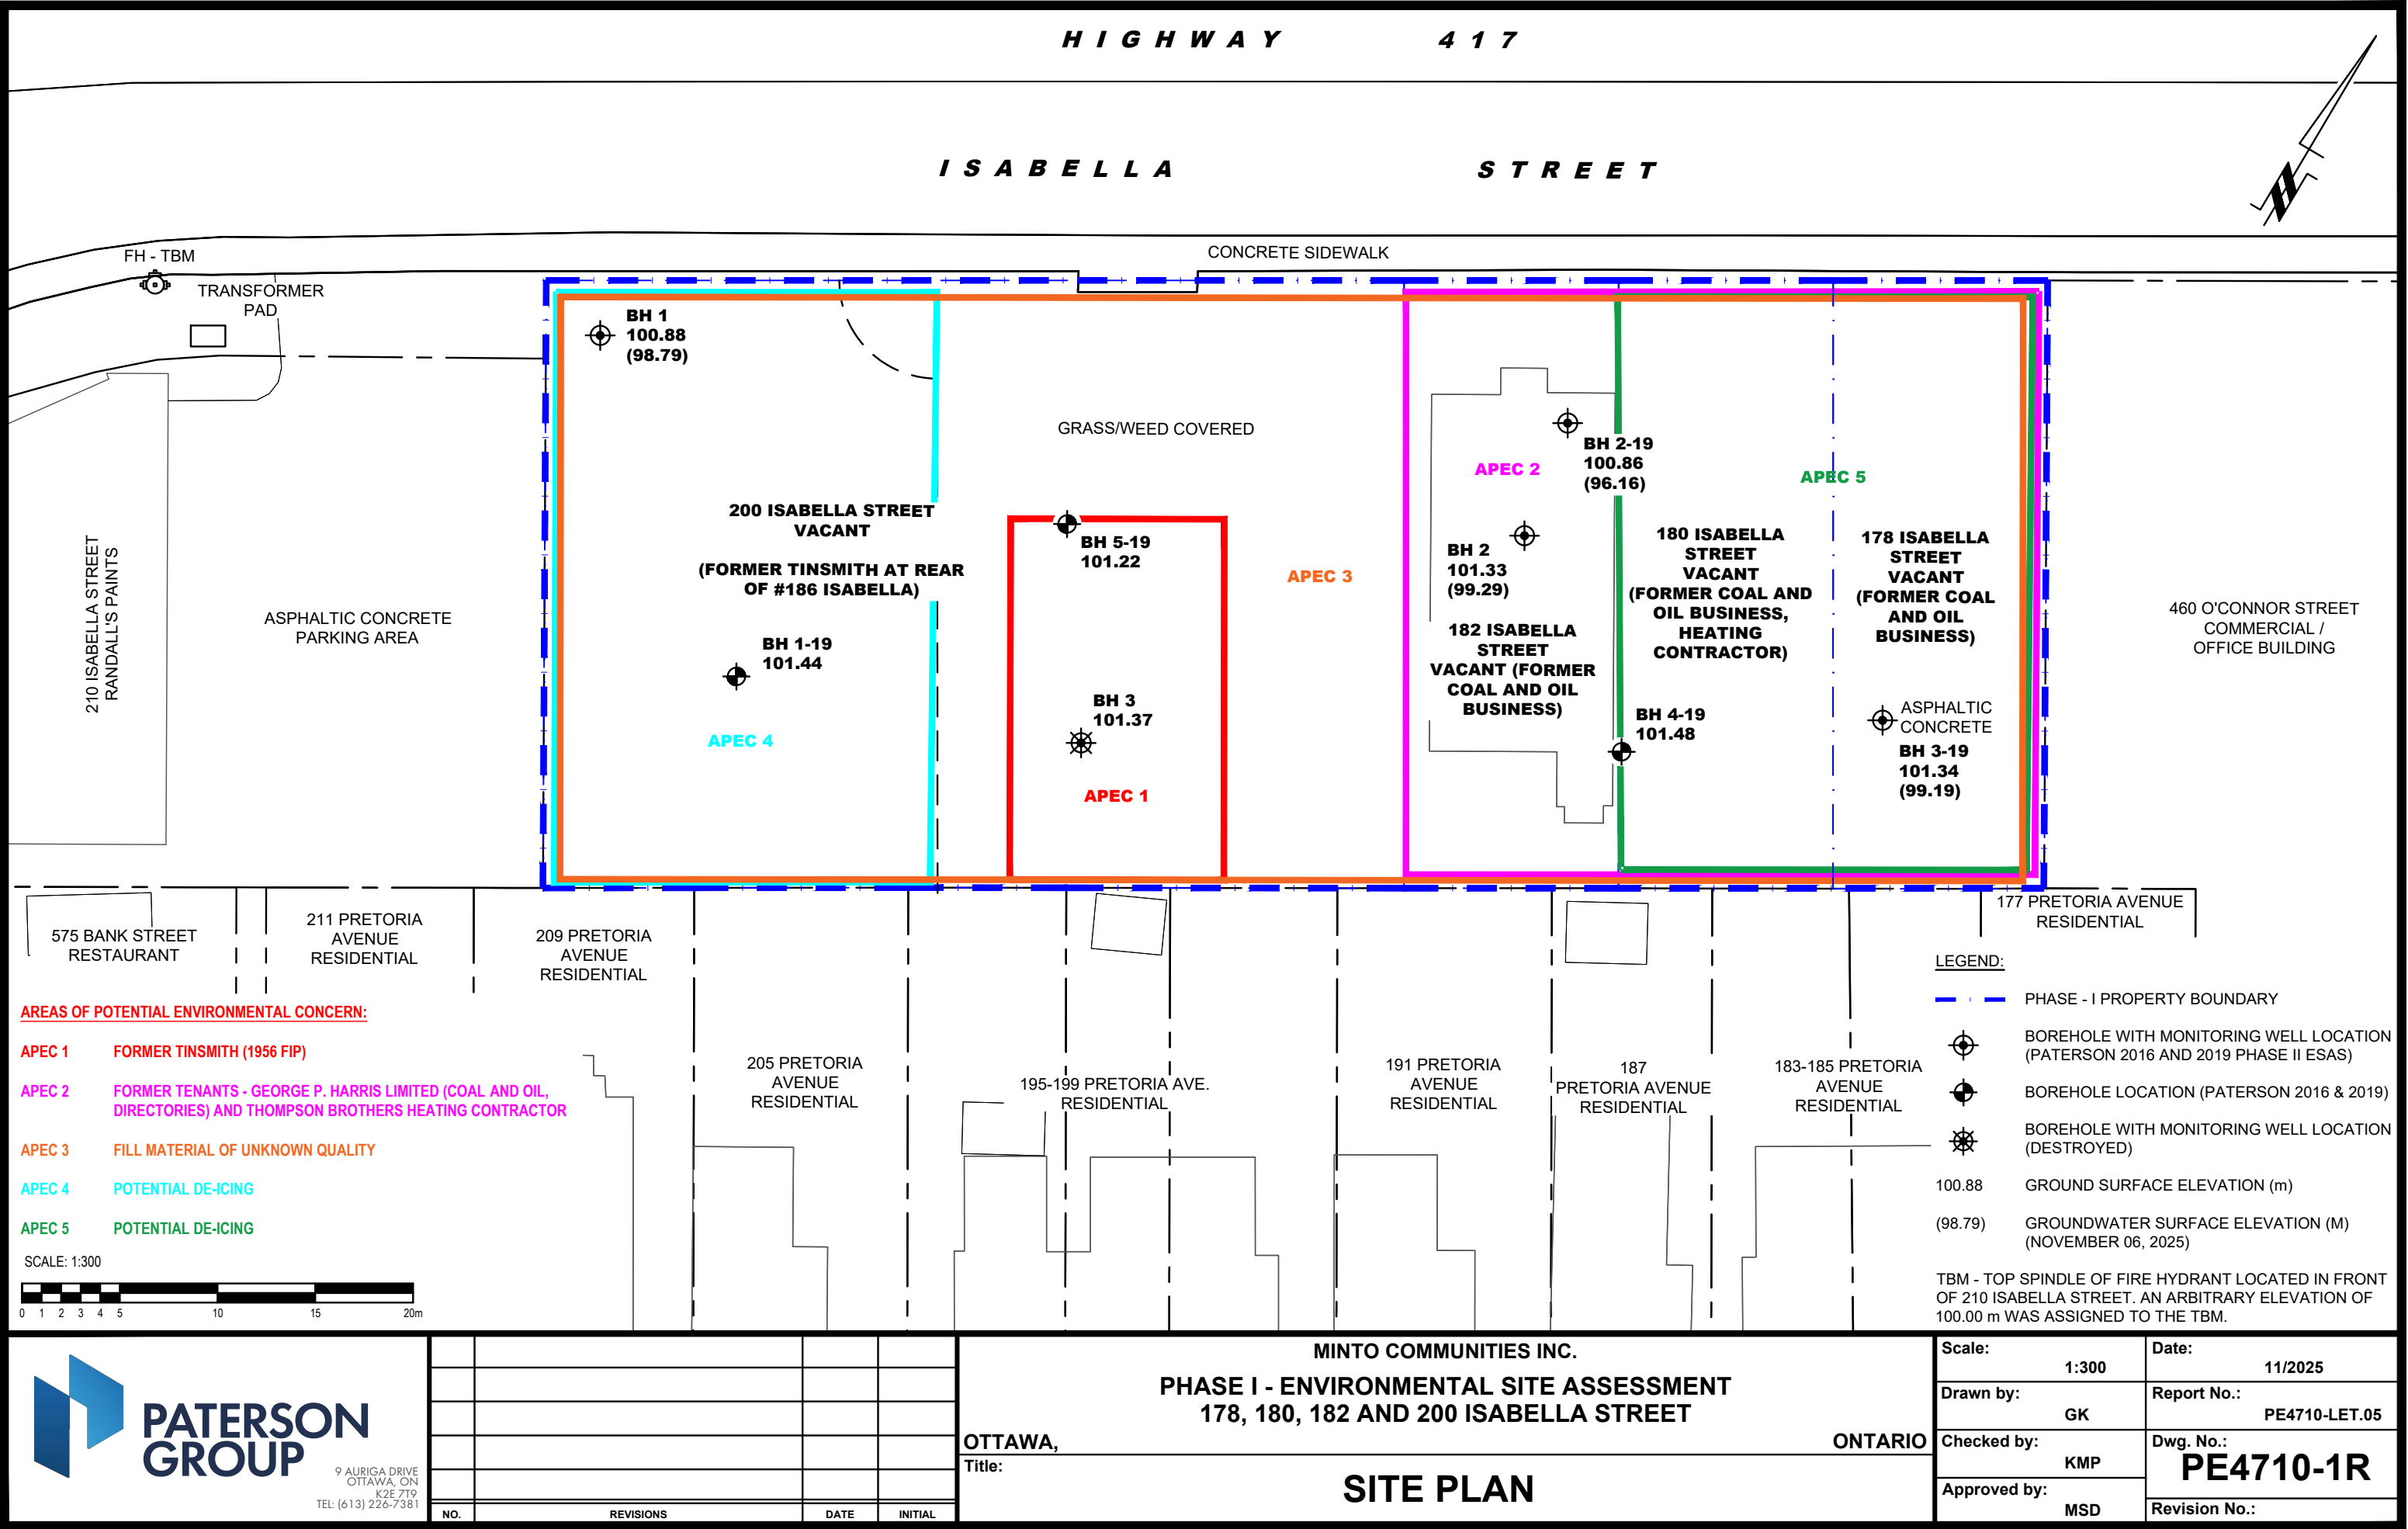 HIGHWAY 417
ISABELLA STREET
CONCRETE SIDEWALK
FH - TBM
TRANSFORMER
PAD
BH 1
100.88
(98.79)
GRASS/WEED COVERED
BH 2-19
100.86
(96.16)
APEC 2
APEC 5
200 ISABELLA STREET
VACANT
(FORMER TINSMITH AT REAR
OF #186 ISABELLA)
BH 5-19
101.22
APEC 3
BH 2
101.33
(99.29)
180 ISABELLA
STREET
VACANT
(FORMER COAL AND
OIL BUSINESS,
HEATING
CONTRACTOR)
178 ISABELLA
STREET
VACANT
(FORMER COAL
AND OIL
BUSINESS)
210 ISABELLA STREET
RANDALL'S PAINTS
ASPHALTIC CONCRETE
PARKING AREA
460 O'CONNOR STREET
COMMERCIAL /
OFFICE BUILDING
182 ISABELLA
STREET
VACANT (FORMER
COAL AND OIL
BUSINESS)
BH 1-19
101.44
BH 3
101.37
APEC 4
APEC 1
BH 4-19
101.48
ASPHALTIC
CONCRETE
BH 3-19
101.34
(99.19)
575 BANK STREET
RESTAURANT
211 PRETORIA
AVENUE
RESIDENTIAL
209 PRETORIA
AVENUE
RESIDENTIAL
177 PRETORIA AVENUE
RESIDENTIAL
205 PRETORIA
AVENUE
RESIDENTIAL
195-199 PRETORIA AVE.
RESIDENTIAL
191 PRETORIA
AVENUE
RESIDENTIAL
187
PRETORIA AVENUE
RESIDENTIAL
183-185 PRETORIA
AVENUE
RESIDENTIAL
AREAS OF POTENTIAL ENVIRONMENTAL CONCERN:
APEC 1 FORMER TINSMITH (1956 FIP)
APEC 2 FORMER TENANTS - GEORGE P. HARRIS LIMITED (COAL AND OIL,
DIRECTORIES) AND THOMPSON BROTHERS HEATING CONTRACTOR
APEC 3 FILL MATERIAL OF UNKNOWN QUALITY
APEC 4 POTENTIAL DE-ICING
APEC 5 POTENTIAL DE-ICING
SCALE: 1:300
0 1 2 3 4 5 10 15 20m
LEGEND:
PHASE - I PROPERTY BOUNDARY
BOREHOLE WITH MONITORING WELL LOCATION
(PATERSON 2016 AND 2019 PHASE II ESAS)
BOREHOLE LOCATION (PATERSON 2016 & 2019)
BOREHOLE WITH MONITORING WELL LOCATION
(DESTROYED)
100.88 GROUND SURFACE ELEVATION (m)
(98.79) GROUNDWATER SURFACE ELEVATION (M)
(NOVEMBER 06, 2025)
TBM - TOP SPINDLE OF FIRE HYDRANT LOCATED IN FRONT
OF 210 ISABELLA STREET. AN ARBITRARY ELEVATION OF
100.00 m WAS ASSIGNED TO THE TBM.
PATERSON
GROUP
9 AURIGA DRIVE
OTTAWA, ON
K2E 7T9
TEL: (613) 226-7381
NO. REVISIONS DATE INITIAL
MINTO COMMUNITIES INC.
PHASE I - ENVIRONMENTAL SITE ASSESSMENT
178, 180, 182 AND 200 ISABELLA STREET
OTTAWA, ONTARIO
Title:
SITE PLAN
Scale:
1:300
Date:
11/2025
Drawn by:
GK
Report No.:
PE4710-LET.05
Checked by:
KMP
Dwg. No.:
PE4710-1R
Approved by:
MSD
Revision No.: